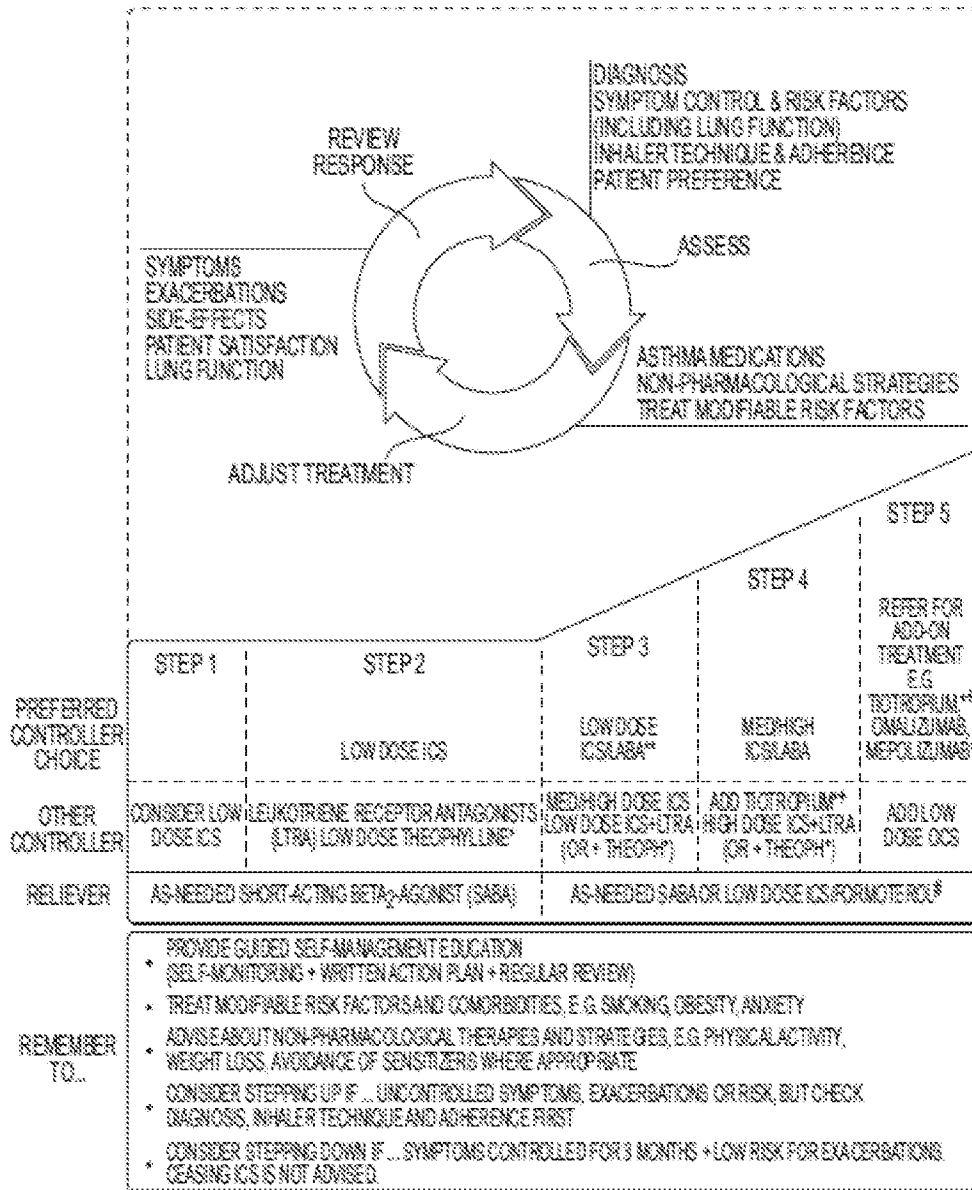 DIAGNOSIS
SYMPTOM CONTROL & RISK FACTORS
(INCLUDING LUNG FUNCTION)
INHALER TECHNIQUE & ADHERENCE
PATIENT PREFERENCE
REVIEW
RESPONSE
ASSESS
SYMPTOMS
EXACERBATIONS
SIDE-EFFECTS
PATIENT SATISFACTION
LUNG FUNCTION
ASTHMA MEDICATIONS
NON-PHARMACOLOGICAL STRATEGIES
TREAT MODIFIABLE RISK FACTORS
ADJUST TREATMENT
STEP 1
STEP 2
STEP 3
STEP 4
STEP 5
PREFERRED
CONTROLLER
CHOICE
LOW DOSE ICS
LOW DOSE
ICS/LABA**
MED/HIGH
ICS/LABA
REFER FOR
ADD-ON
TREATMENT
E.G.
TIOTROPIUM,*‡
OMALIZUMAB,
MEPOLIZUMAB*
OTHER
CONTROLLER
CONSIDER LOW
DOSE ICS
LEUKOTRIENE RECEPTOR ANTAGONISTS
(LTRA) LOW DOSE THEOPHYLLINE*
MED/HIGH DOSE ICS
LOW DOSE ICS+LTRA
(OR + THEOPH*)
ADD TIOTROPIUM*‡
HIGH DOSE ICS+LTRA
(OR + THEOPH*)
ADD LOW
DOSE OCS
RELIEVER
AS-NEEDED SHORT-ACTING BETA2-AGONIST (SABA)
AS-NEEDED SABA OR LOW DOSE ICS/FORMOTEROL#
REMEMBER
TO...
• PROVIDE GUIDED SELF-MANAGEMENT EDUCATION
(SELF-MONITORING + WRITTEN ACTION PLAN + REGULAR REVIEW)
• TREAT MODIFIABLE RISK FACTORS AND COMORBIDITIES, E.G. SMOKING, OBESITY, ANXIETY
• ADVISE ABOUT NON-PHARMACOLOGICAL THERAPIES AND STRATEGIES, E.G. PHYSICAL ACTIVITY,
WEIGHT LOSS, AVOIDANCE OF SENSITIZERS WHERE APPROPRIATE
• CONSIDER STEPPING UP IF ... UNCONTROLLED SYMPTOMS, EXACERBATIONS OR RISK, BUT CHECK
DIAGNOSIS, INHALER TECHNIQUE AND ADHERENCE FIRST
• CONSIDER STEPPING DOWN IF ... SYMPTOMS CONTROLLED FOR 3 MONTHS + LOW RISK FOR EXACERBATIONS.
CEASING ICS IS NOT ADVISED.